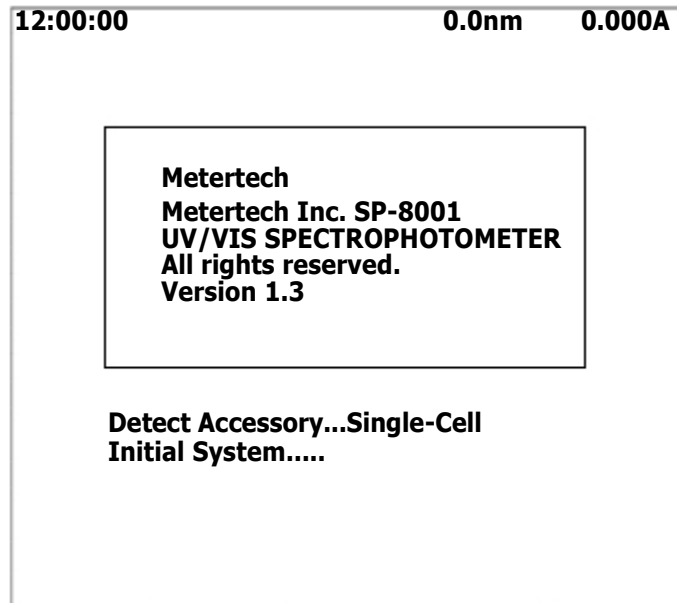 12:00:00 0.0nm 0.000A
Metertech
Metertech Inc. SP-8001
UV/VIS SPECTROPHOTOMETER
All rights reserved.
Version 1.3
Detect Accessory...Single-Cell
Initial System.....